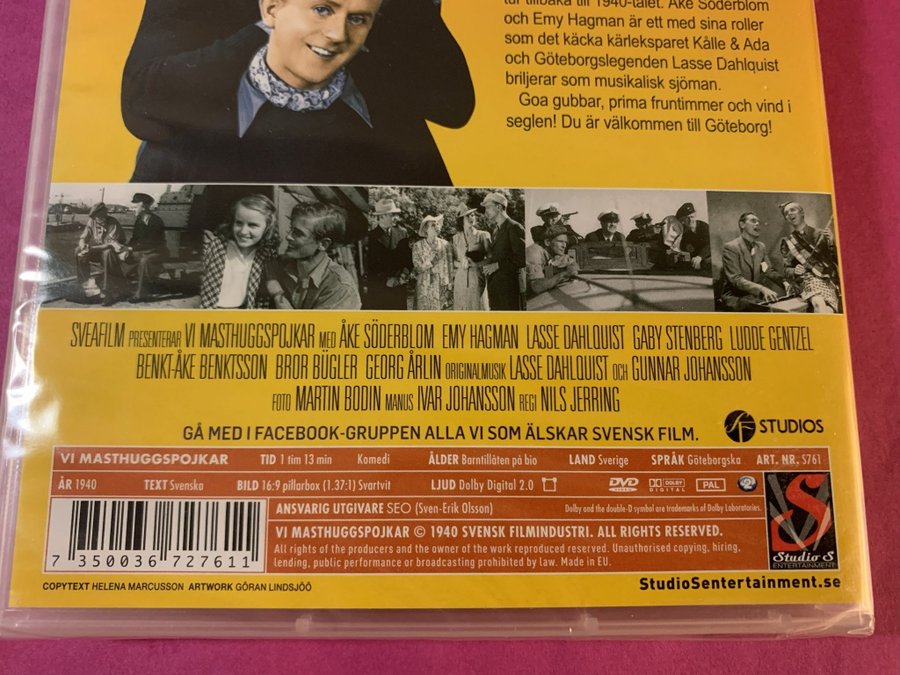 tur tillbaka till 1940-talet. Åke Söderblom
och Emy Hagman är ett med sina roller
som det käcka kärleksparet Kålle & Ada
och Göteborgslegenden Lasse Dahlquist
briljerar som musikalisk sjöman.
Goa gubbar, prima fruntimmer och vind i
seglen! Du är välkommen till Göteborg!
SVEAFILM PRESENTERAR VI MASTHUGGSPOJKAR MED ÅKE SÖDERBLOM EMY HAGMAN LASSE DAHLQUIST GABY STENBERG LUDDE GENTZEL
BENKT-ÅKE BENKTSSON BROR BÜGLER GEORG ÅRLIN ORIGINALMUSIK LASSE DAHLQUIST OCH GUNNAR JOHANSSON
FOTO MARTIN BODIN MANUS IVAR JOHANSSON REGI NILS JERRING
GÅ MED I FACEBOOK-GRUPPEN ALLA VI SOM ÄLSKAR SVENSK FILM.
SF STUDIOS
VI MASTHUGGSPOJKAR TID 1 tim 13 min Komedi ÅLDER Barntillåten på bio LAND Sverige SPRÅK Göteborgska ART. NR. S761
ÅR 1940 TEXT Svenska BILD 16:9 pillarbox (1.37:1) Svartvit LJUD Dolby Digital 2.0 DVD VIDEO DOLBY DIGITAL PAL 2
ANSVARIG UTGIVARE SEO (Sven-Erik Olsson) Dolby and the double-D symbol are trademarks of Dolby Laboratories.
VI MASTHUGGSPOJKAR © 1940 SVENSK FILMINDUSTRI. ALL RIGHTS RESERVED.
All rights of the producers and the owner of the work reproduced reserved. Unauthorised copying, hiring,
lending, public performance or broadcasting prohibited by law. Made in EU.
7 350036 727611
S
Studio S
ENTERTAINMENT
COPYTEXT HELENA MARCUSSON ARTWORK GÖRAN LINDSJÖÖ
StudioSentertainment.se